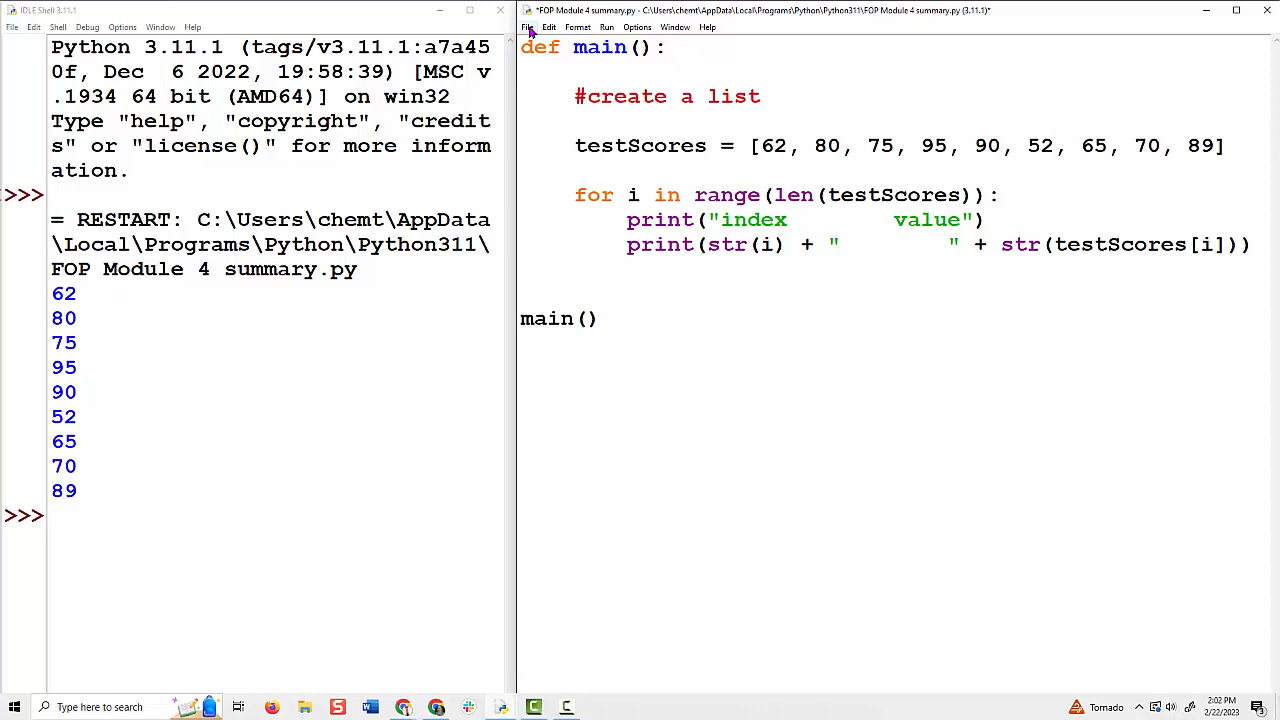 IDLE Shell 3.11.1
File Edit Shell Debug Options Window Help
Python 3.11.1 (tags/v3.11.1:a7a45
0f, Dec  6 2022, 19:58:39) [MSC v
.1934 64 bit (AMD64)] on win32
Type "help", "copyright", "credit
s" or "license()" for more inform
ation.
>>>
= RESTART: C:\Users\chemt\AppData
\Local\Programs\Python\Python311\
FOP Module 4 summary.py
62
80
75
95
90
52
65
70
89
>>>
*FOP Module 4 summary.py - C:\Users\chemt\AppData\Local\Programs\Python\Python311\FOP Module 4 summary.py (3.11.1)*
File Edit Format Run Options Window Help
def main():
    #create a list
    testScores = [62, 80, 75, 95, 90, 52, 65, 70, 89]
    for i in range(len(testScores)):
        print("index        value")
        print(str(i) + "        " + str(testScores[i]))
main()
Type here to search
Tornado
2:02 PM
2/22/2023